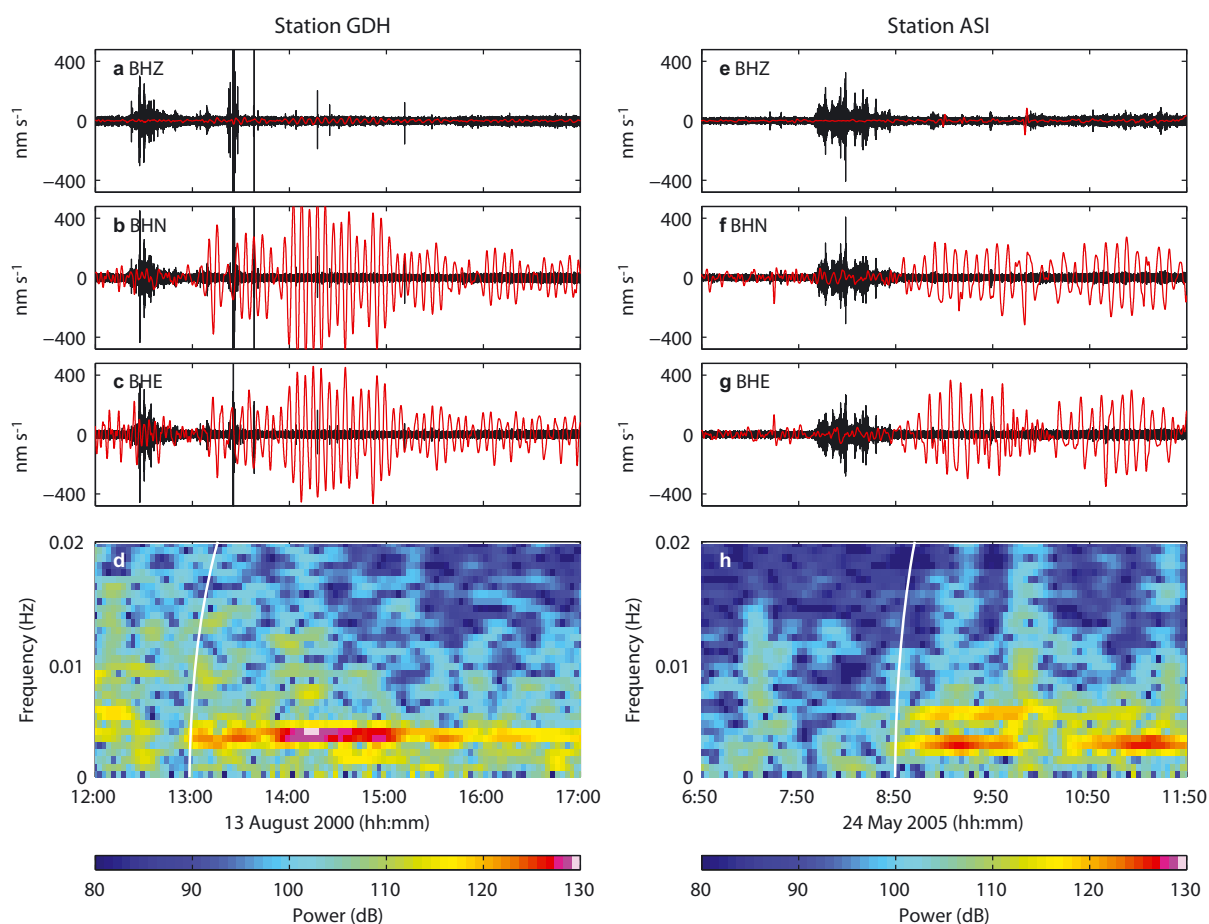 Station GDH
Station ASI
a BHZ
400
0
−400
nm s⁻¹
b BHN
400
0
−400
nm s⁻¹
c BHE
400
0
−400
nm s⁻¹
d
0.02
0.01
0
Frequency (Hz)
12:00 13:00 14:00 15:00 16:00 17:00
13 August 2000 (hh:mm)
80 90 100 110 120 130
Power (dB)
e BHZ
400
0
−400
nm s⁻¹
f BHN
400
0
−400
nm s⁻¹
g BHE
400
0
−400
nm s⁻¹
h
0.02
0.01
0
Frequency (Hz)
6:50 7:50 8:50 9:50 10:50 11:50
24 May 2005 (hh:mm)
80 90 100 110 120 130
Power (dB)